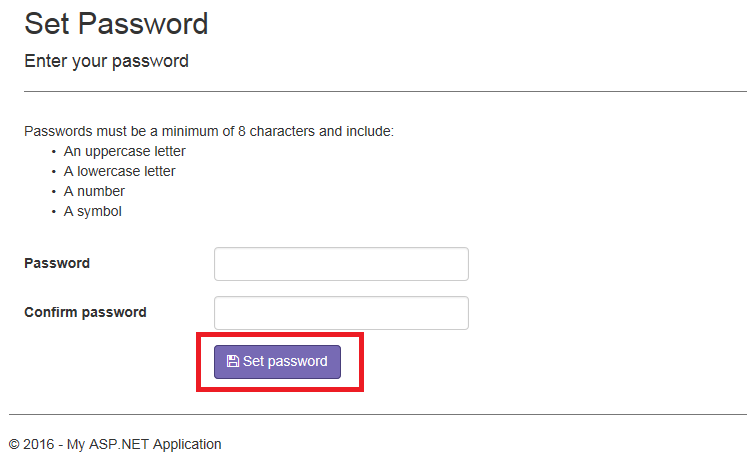 Set Password
Enter your password
Passwords must be a minimum of 8 characters and include:
• An uppercase letter
• A lowercase letter
• A number
• A symbol
Password
Confirm password
Set password
© 2016 - My ASP.NET Application